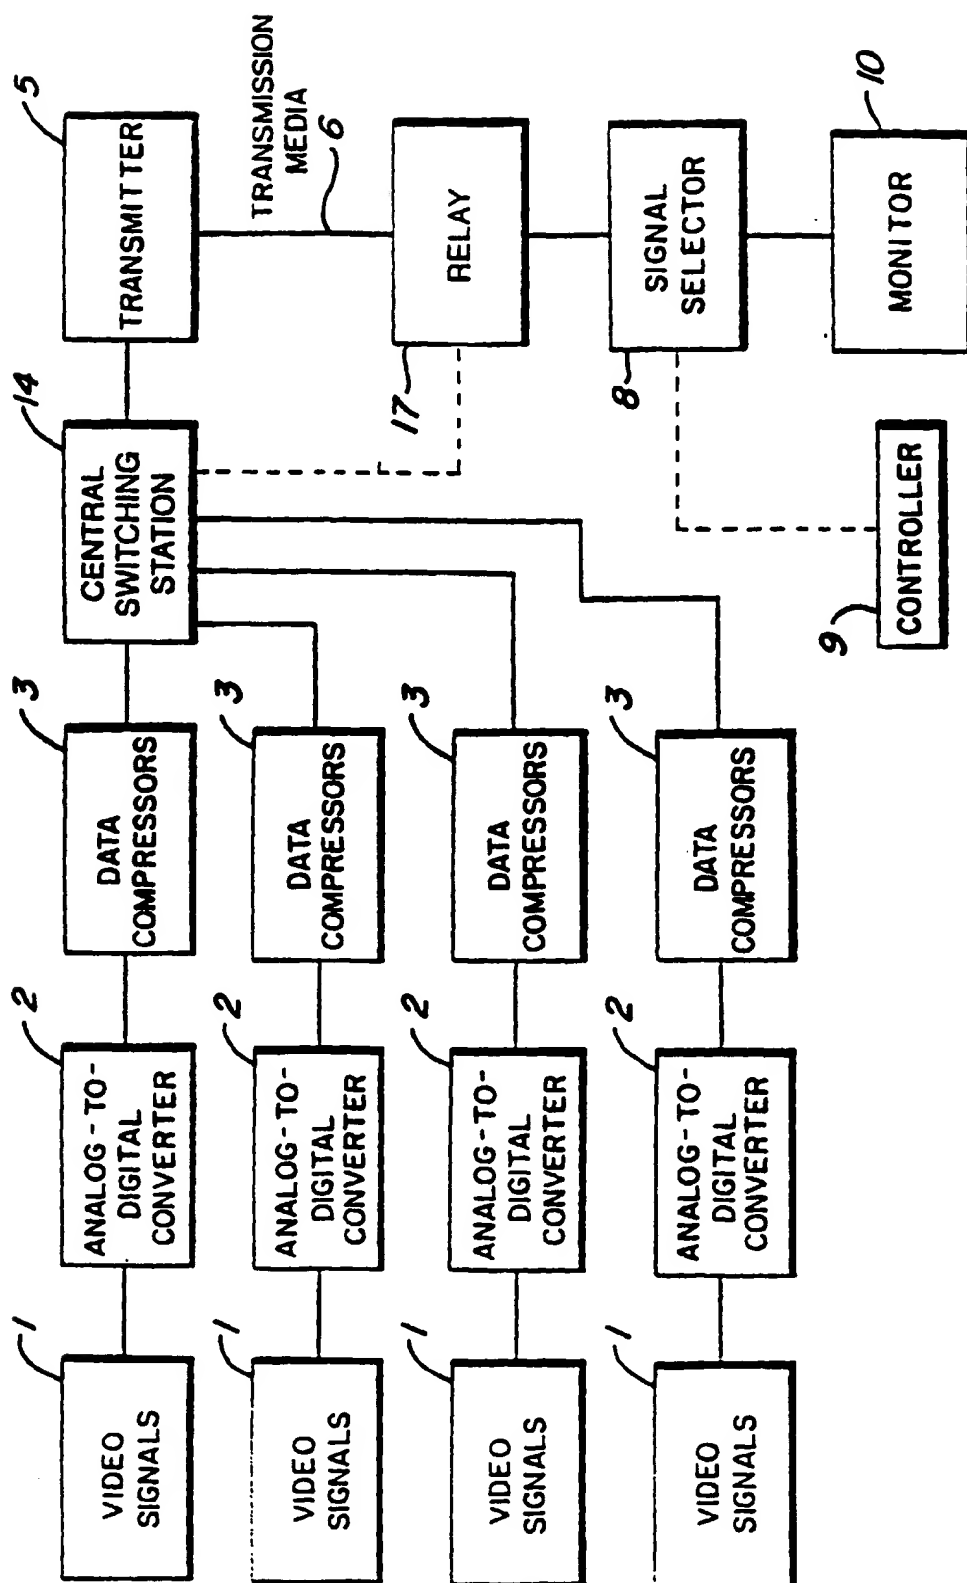 1
VIDEO
SIGNALS
2
ANALOG-TO-
DIGITAL
CONVERTER
3
DATA
COMPRESSORS
14
CENTRAL
SWITCHING
STATION
5
TRANSMITTER
1
VIDEO
SIGNALS
2
ANALOG-TO-
DIGITAL
CONVERTER
3
DATA
COMPRESSORS
TRANSMISSION
MEDIA
6
1
VIDEO
SIGNALS
2
ANALOG-TO-
DIGITAL
CONVERTER
3
DATA
COMPRESSORS
17
RELAY
1
VIDEO
SIGNALS
2
ANALOG-TO-
DIGITAL
CONVERTER
3
DATA
COMPRESSORS
8
SIGNAL
SELECTOR
9
CONTROLLER
10
MONITOR